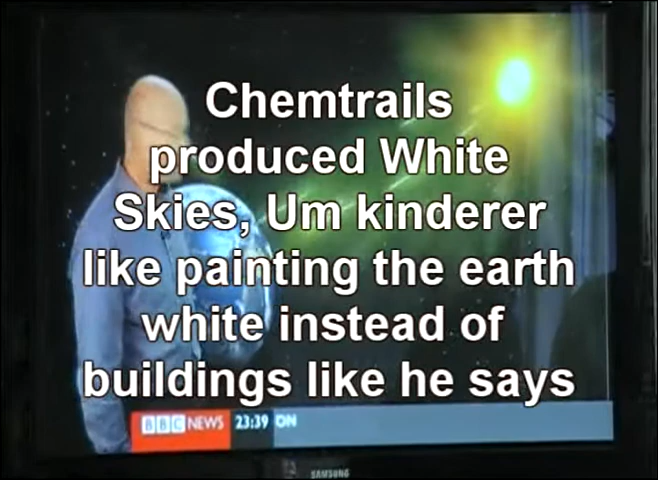 Chemtrails
produced White
Skies, Um kinderer
like painting the earth
white instead of
buildings like he says
BBC NEWS 23:39 ON
SAMSUNG